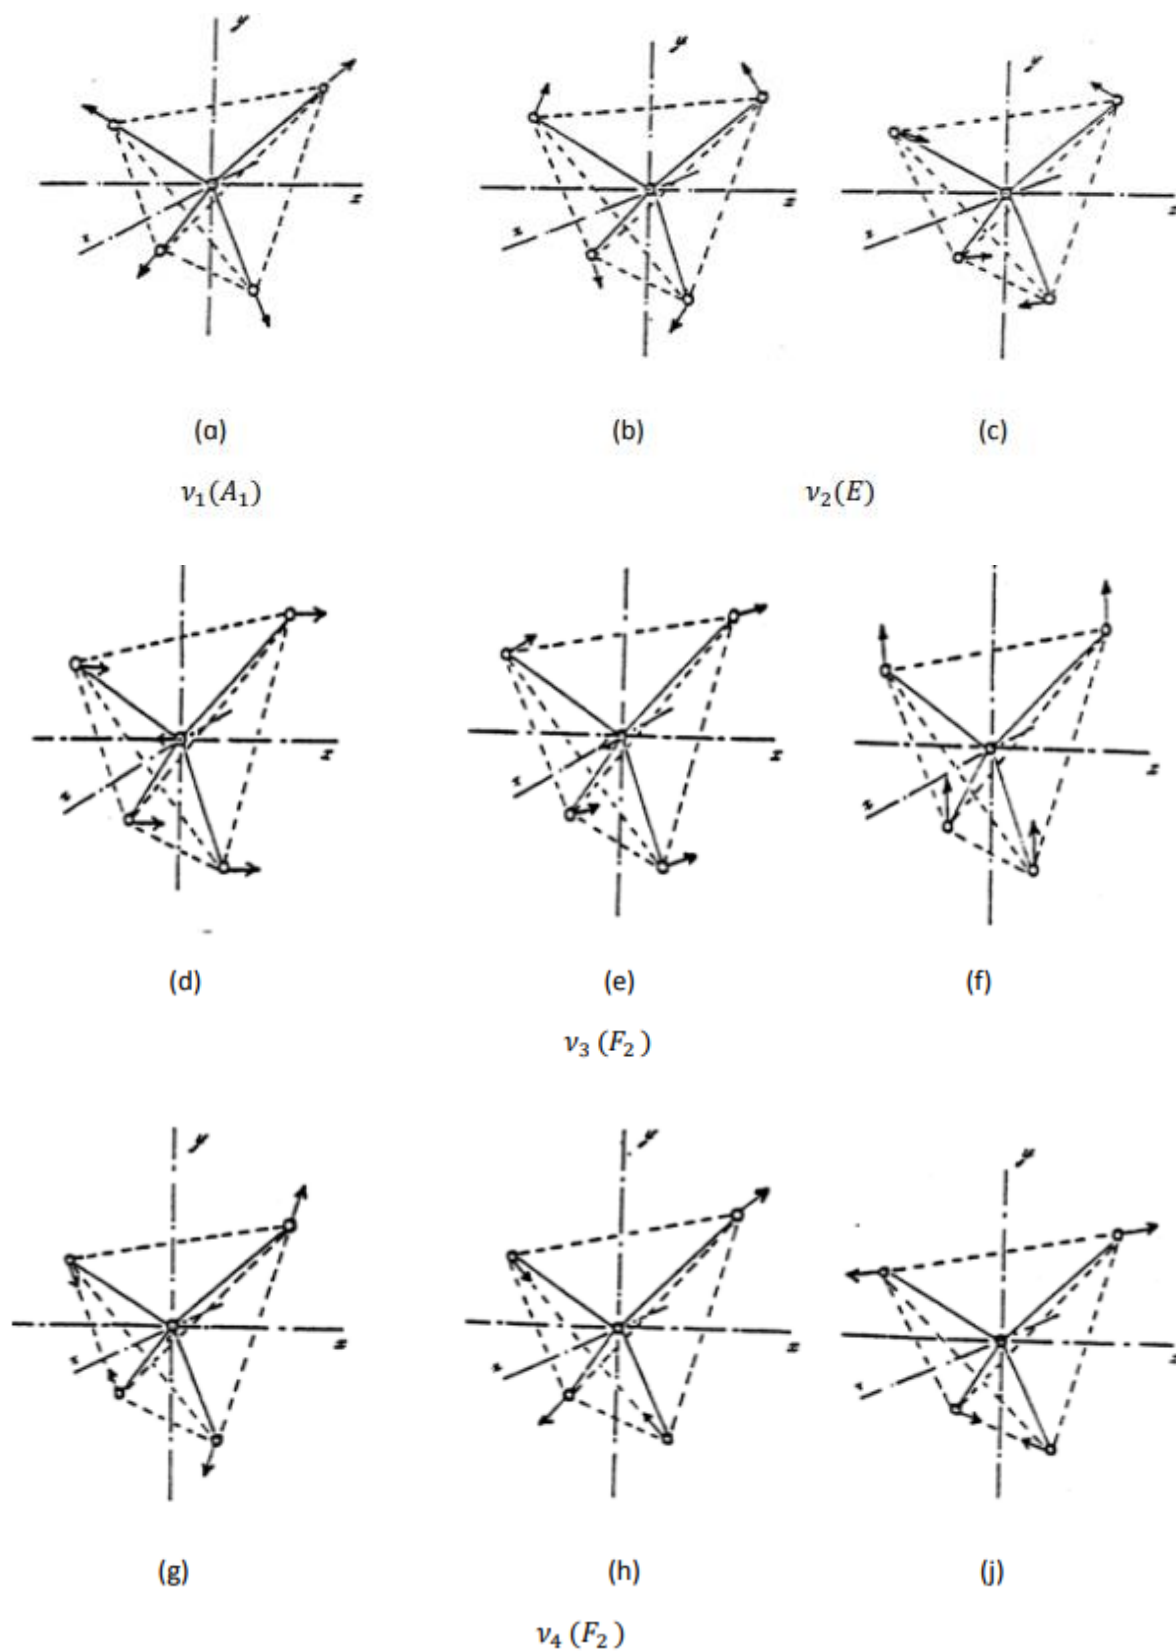 y y y
(a) (b) (c)
ν₁(A₁) ν₂(E)
(d) (e) (f)
ν₃ (F₂)
y y y
(g) (h) (j)
ν₄ (F₂)